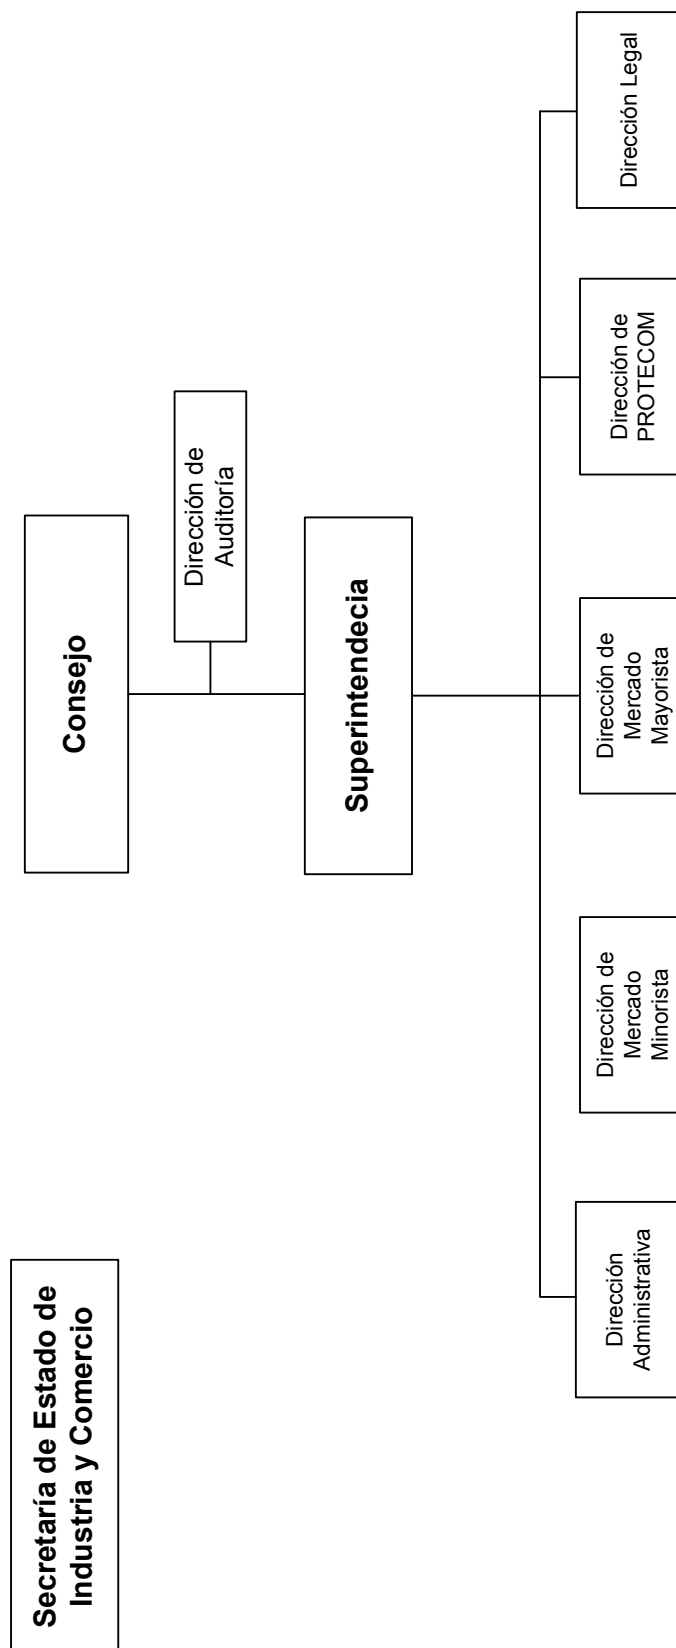 Secretaría de Estado de
Industria y Comercio
Consejo
Dirección de
Auditoría
Superintendecia
Dirección
Administrativa
Dirección de
Mercado
Minorista
Dirección de
Mercado
Mayorista
Dirección de
PROTECOM
Dirección Legal